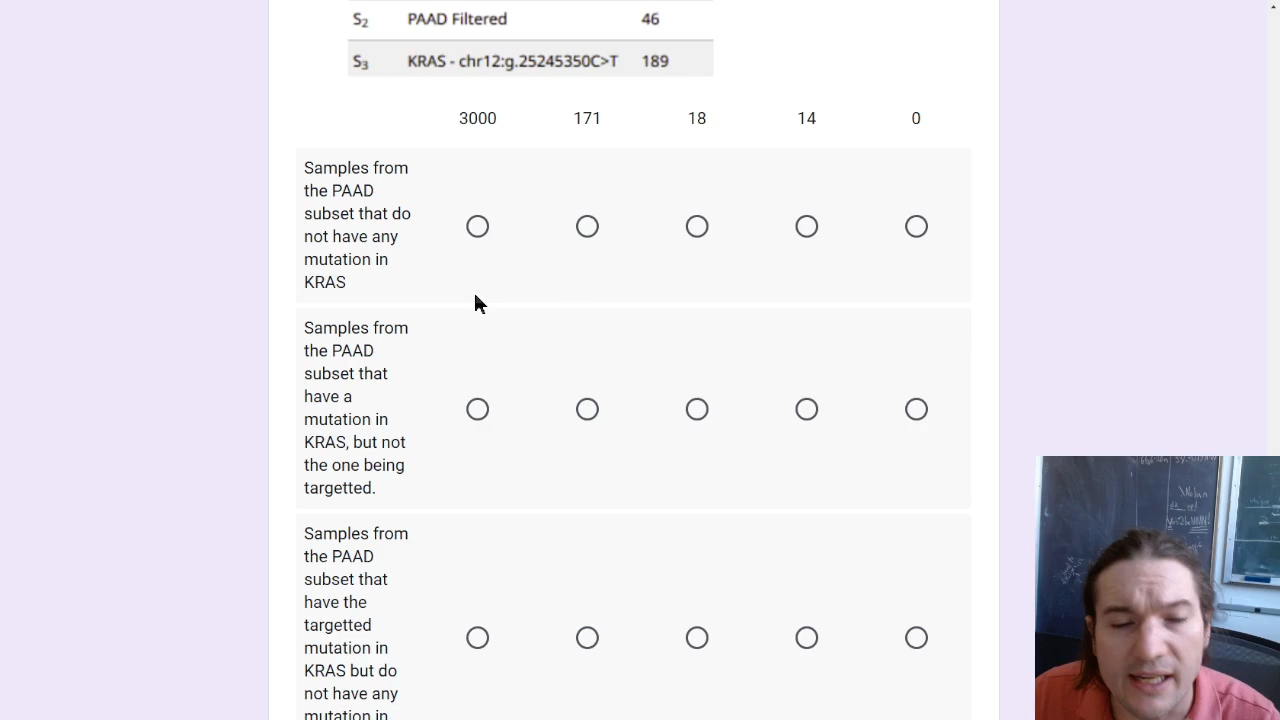 S2 PAAD Filtered 46
S3 KRAS - chr12:g.25245350C>T 189
3000 171 18 14 0
Samples from
the PAAD
subset that do
not have any
mutation in
KRAS
Samples from
the PAAD
subset that
have a
mutation in
KRAS, but not
the one being
targetted.
Samples from
the PAAD
subset that
have the
targetted
mutation in
KRAS but do
not have any
mutation in